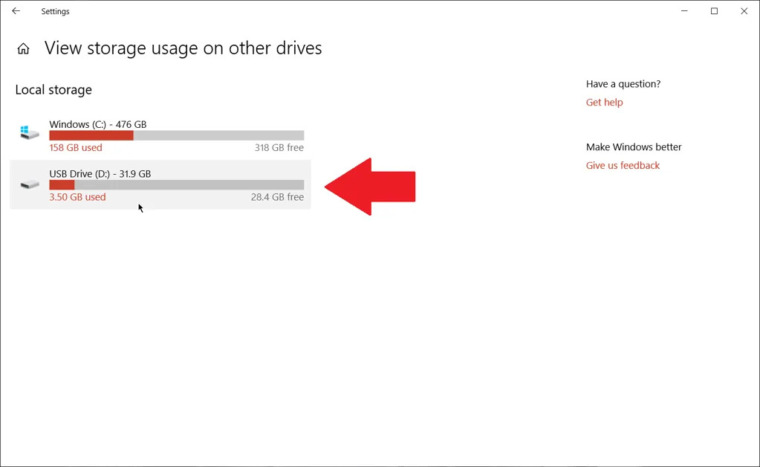 Settings
View storage usage on other drives
Local storage
Windows (C:) - 476 GB
158 GB used 318 GB free
USB Drive (D:) - 31.9 GB
3.50 GB used 28.4 GB free
Have a question?
Get help
Make Windows better
Give us feedback